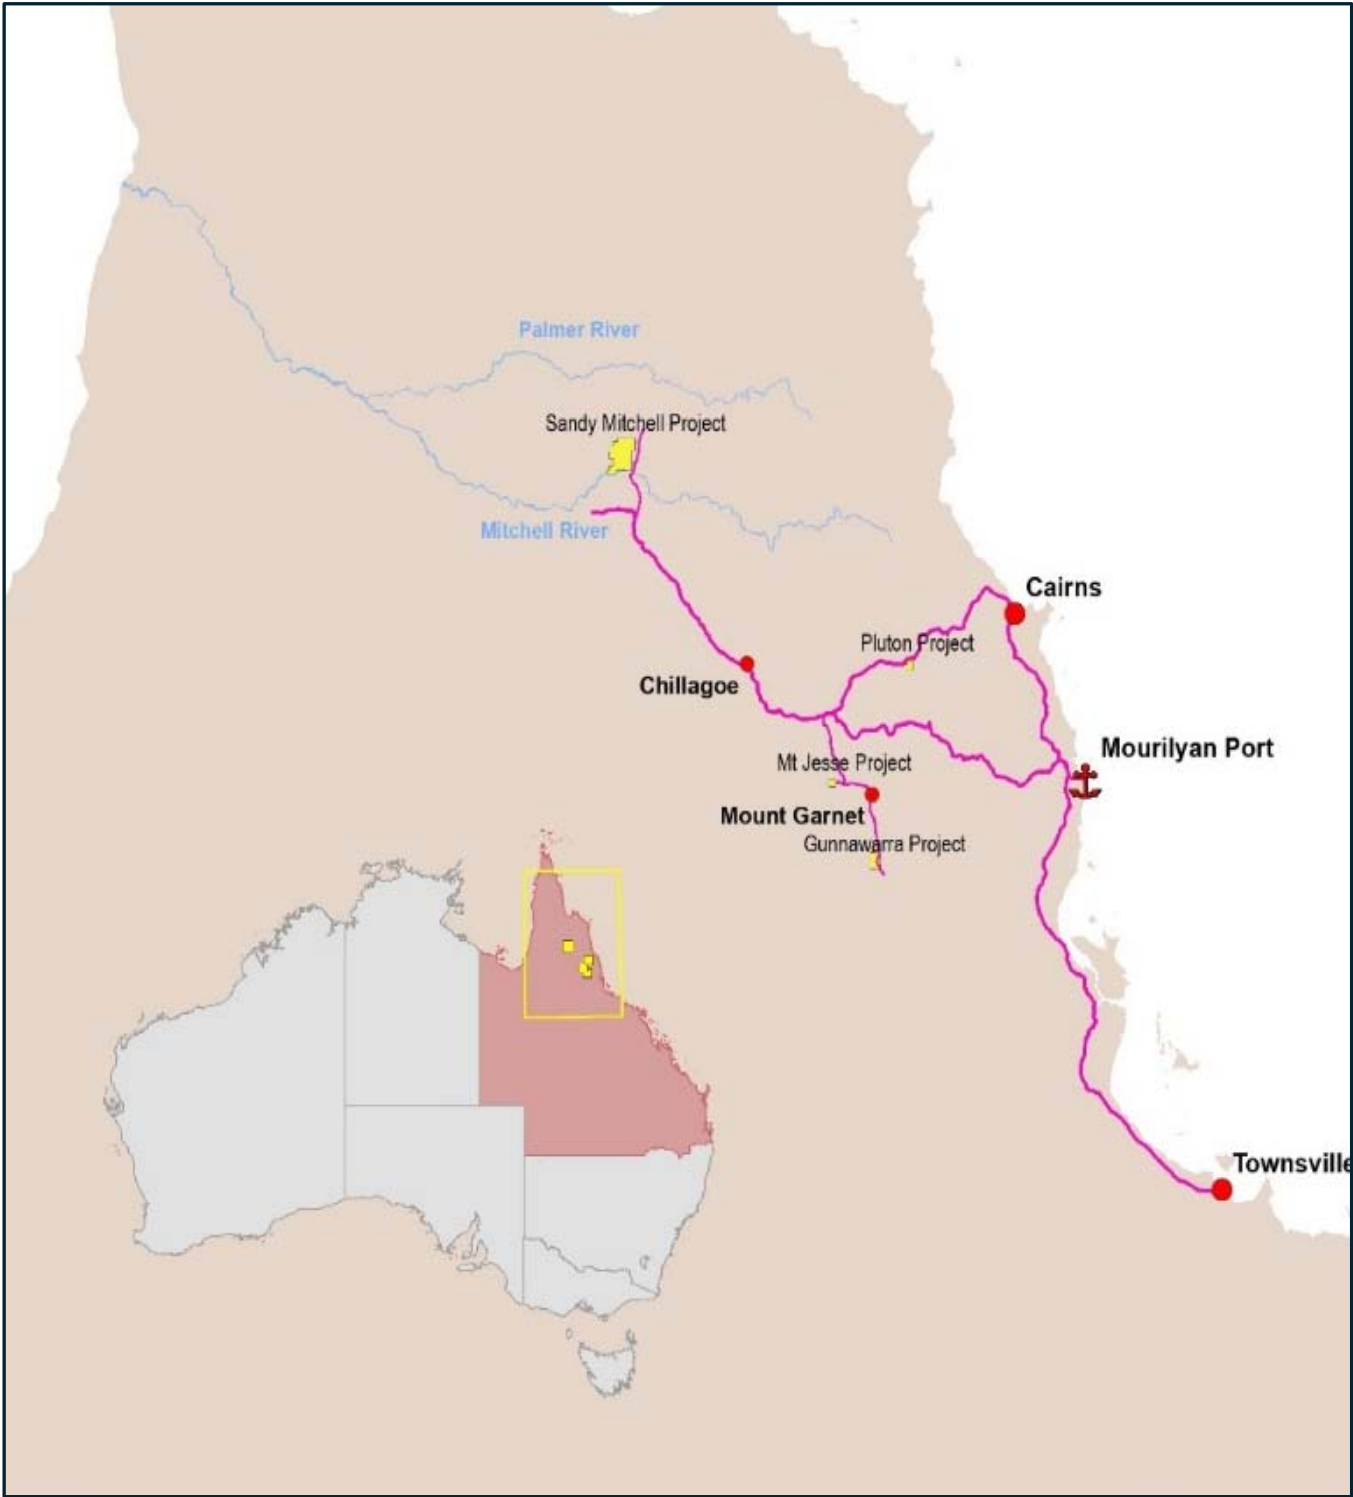 Palmer River
Sandy Mitchell Project
Mitchell River
Cairns
Pluton Project
Chillagoe
Mourilyan Port
Mt Jesse Project
Mount Garnet
Gunnawarra Project
Townsville